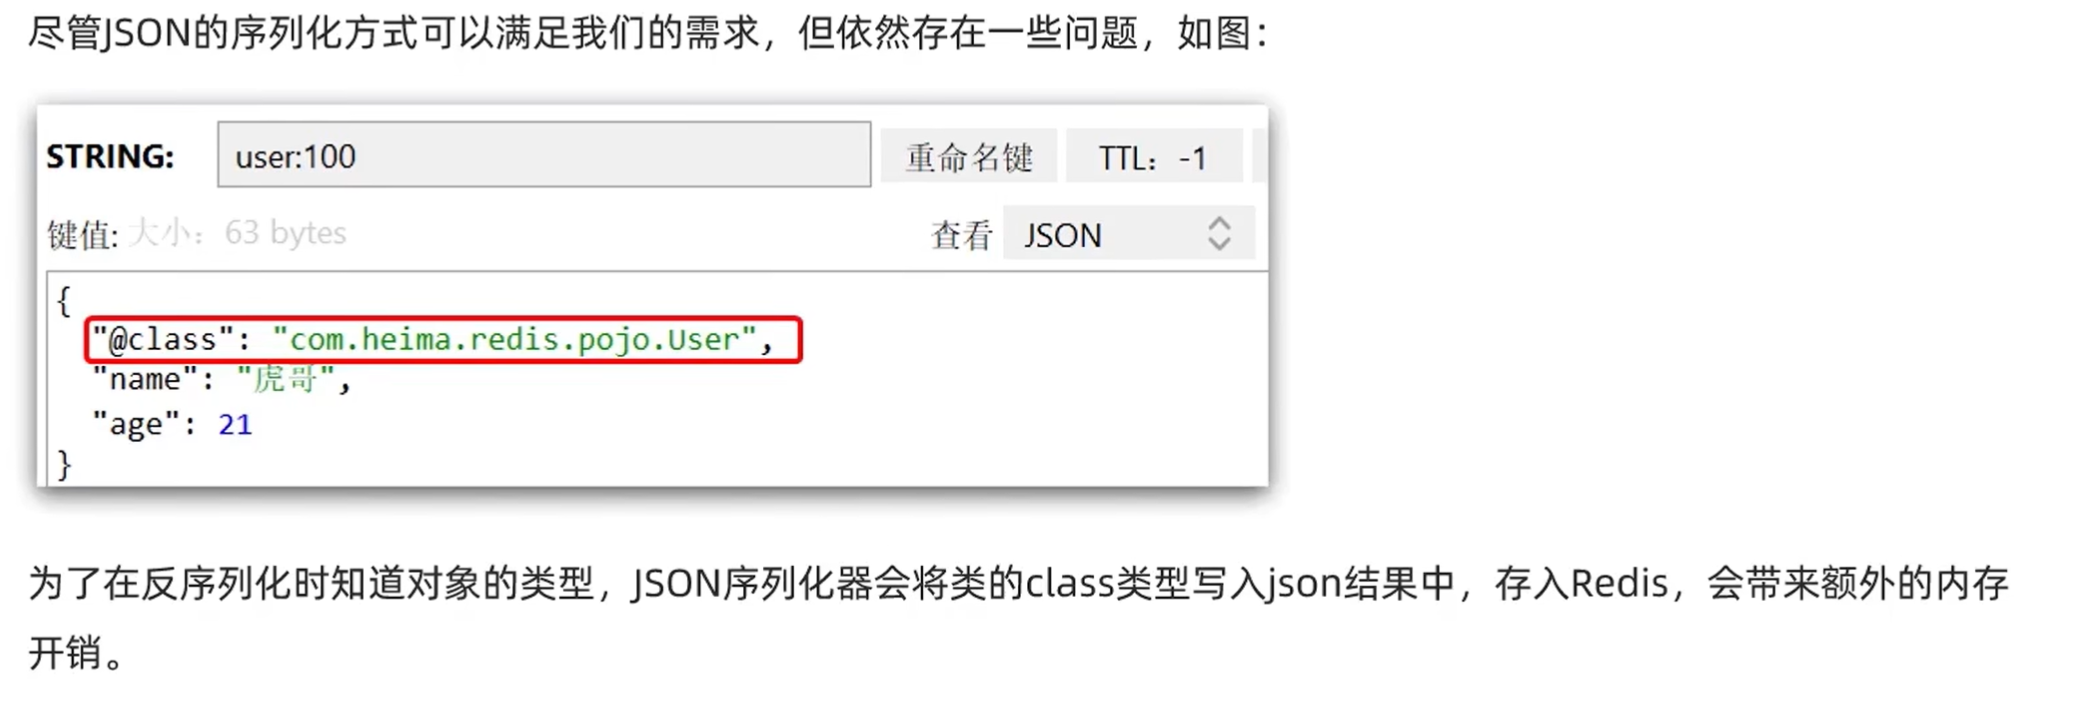 尽管JSON的序列化方式可以满足我们的需求，但依然存在一些问题，如图：
STRING: user:100 重命名键 TTL：-1
键值: 大小：63 bytes 查看 JSON
{
"@class": "com.heima.redis.pojo.User",
"name": "虎哥",
"age": 21
}
为了在反序列化时知道对象的类型，JSON序列化器会将类的class类型写入json结果中，存入Redis，会带来额外的内存
开销。